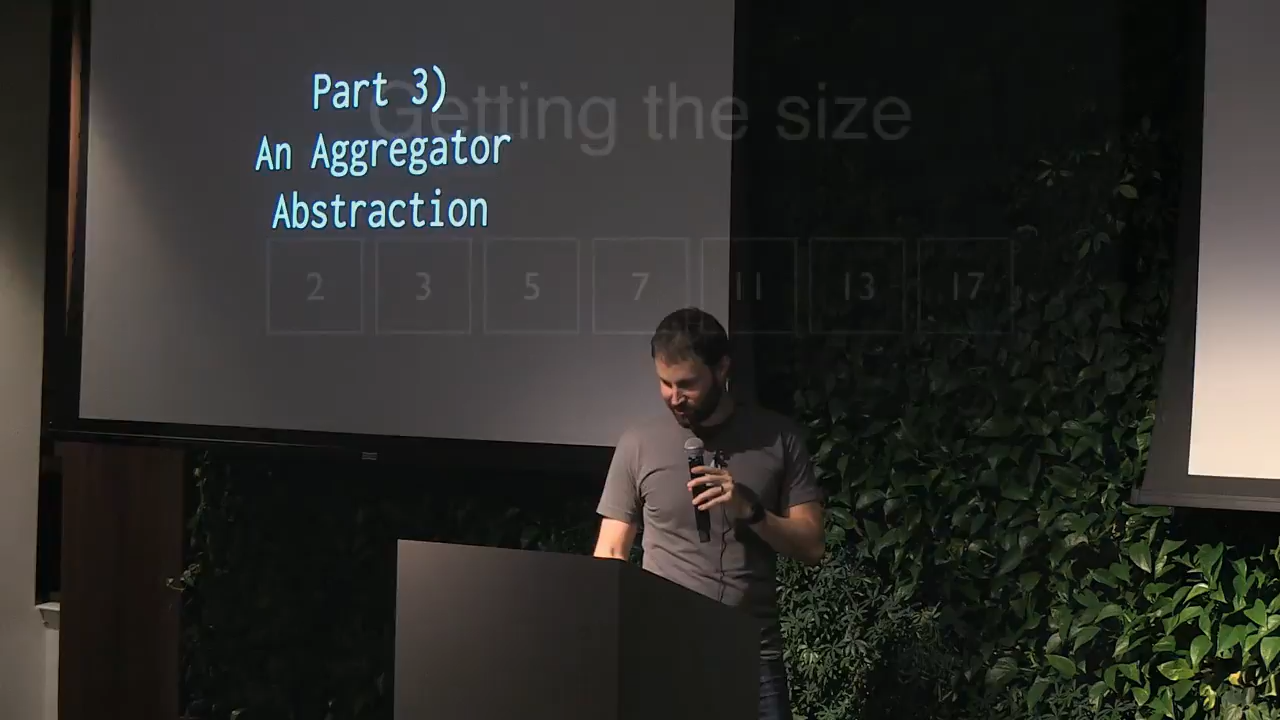 Part 3)
An Aggregator
Abstraction
Getting the size
2 3 5 7 11 13 17